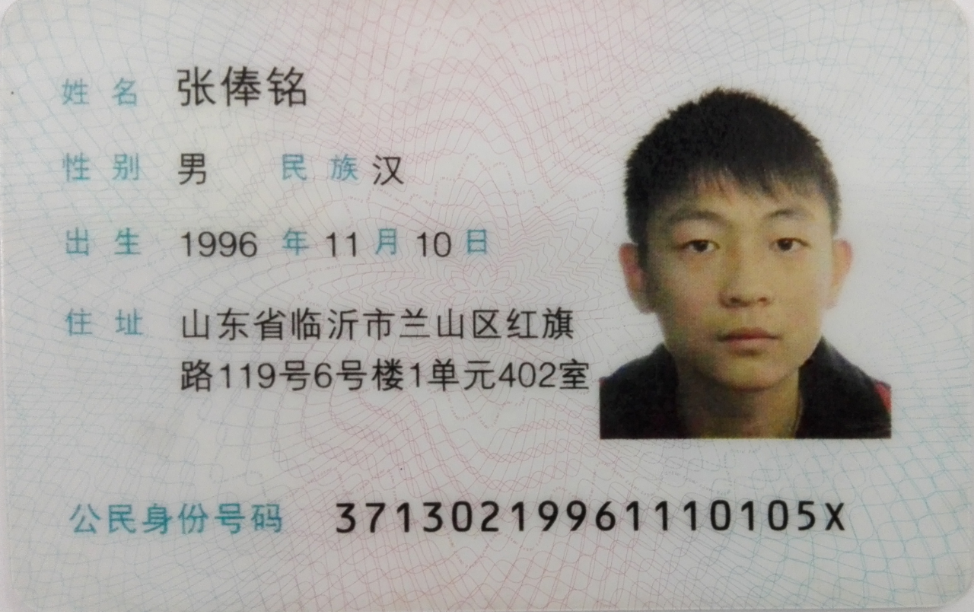 姓名 张俸铭
性别 男 民族 汉
出生 1996 年 11 月 10 日
住址 山东省临沂市兰山区红旗
路119号6号楼1单元402室
公民身份号码 37130219961110105X